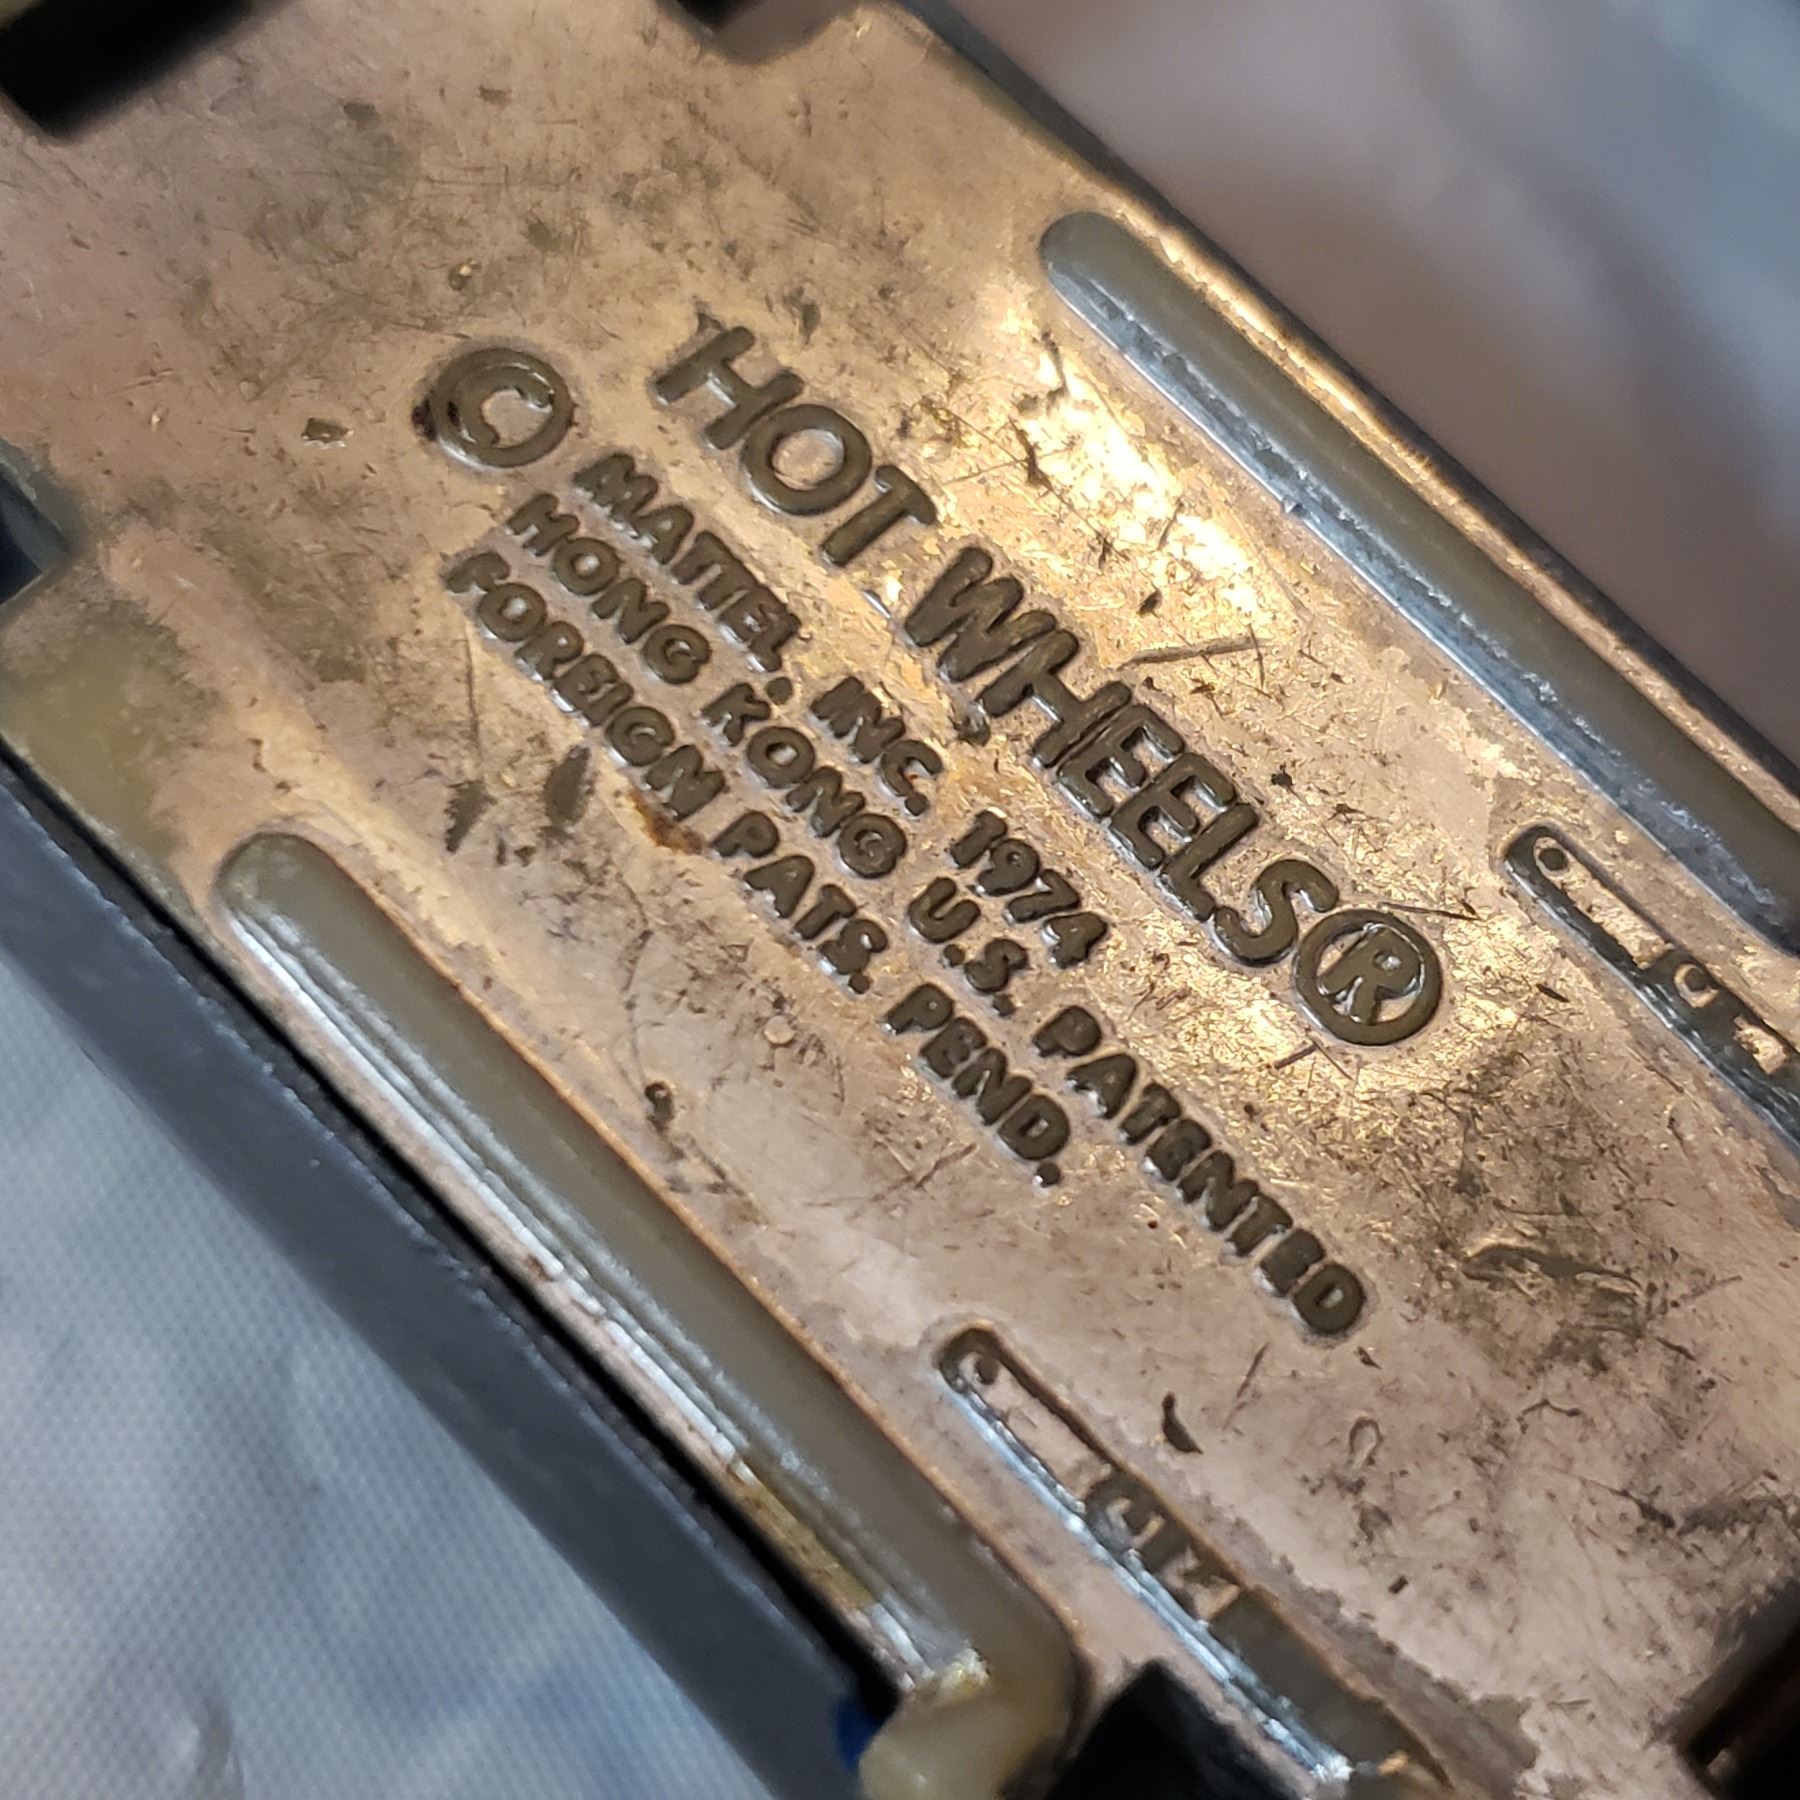 HOT WHEELS®
© MATTEL, INC. 1974
HONG KONG U.S. PATENTED
FOREIGN PATS. PEND.